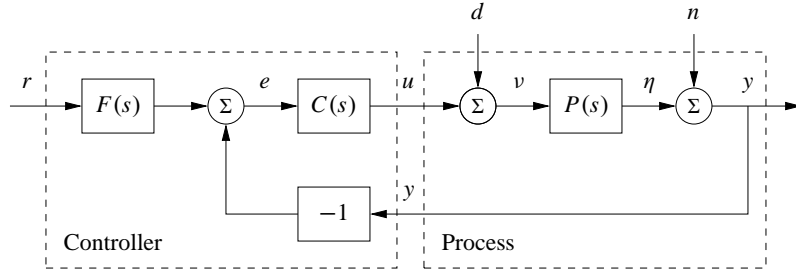 d n
r F(s) Σ e C(s) u Σ ν P(s) η Σ y
−1 y
Controller Process